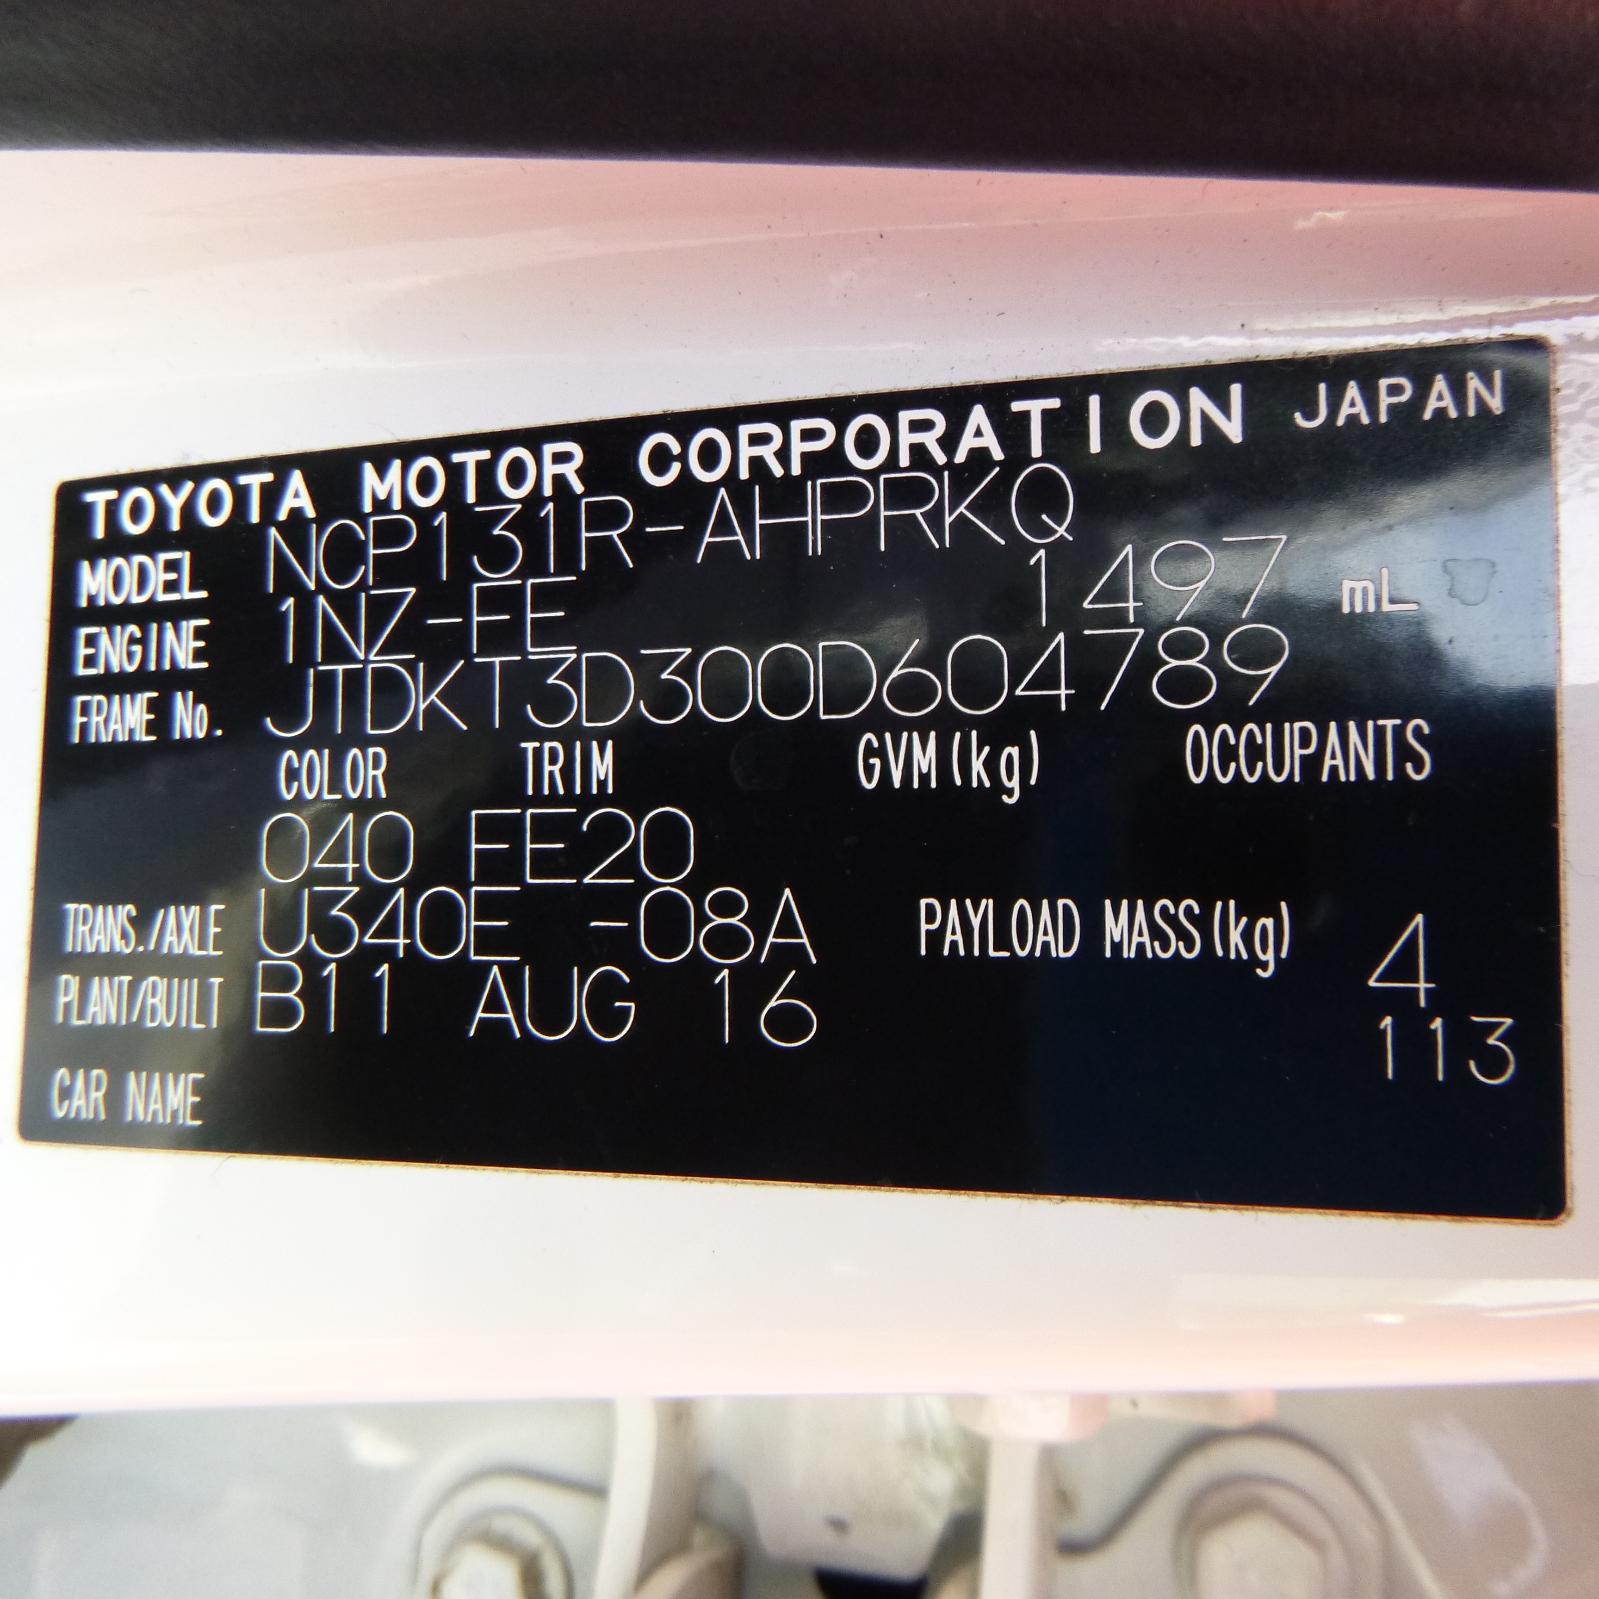 TOYOTA MOTOR CORPORATION JAPAN
MODEL NCP131R-AHPRKQ
ENGINE 1NZ-FE 1497 mL
FRAME No. JTDKT3D300D604789
COLOR TRIM GVM(kg) OCCUPANTS
040 FE20
TRANS./AXLE U340E -08A PAYLOAD MASS(kg) 4
PLANT/BUILT B11 AUG 16 113
CAR NAME